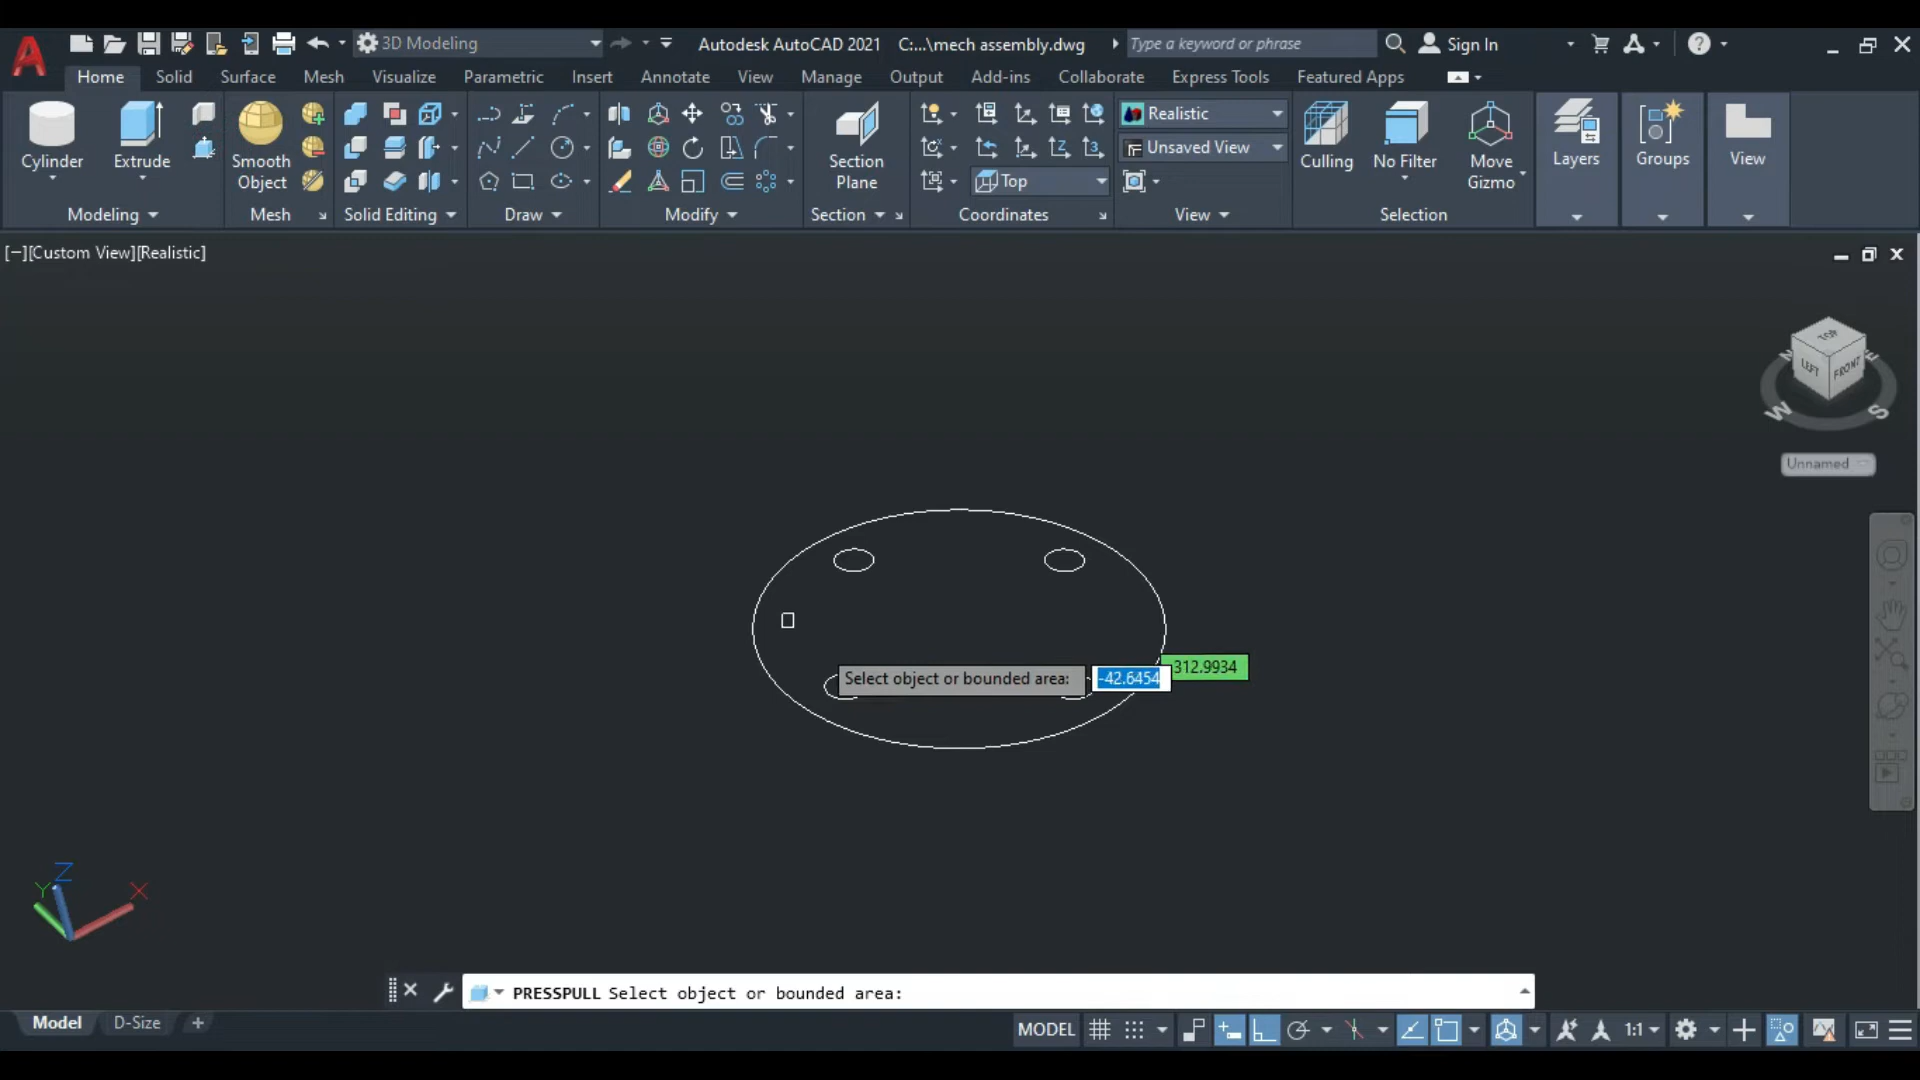 3D Modeling
Autodesk AutoCAD 2021 C:...\mech assembly.dwg
Type a keyword or phrase
Sign In
Home Solid Surface Mesh Visualize Parametric Insert Annotate View Manage Output Add-ins Collaborate Express Tools Featured Apps
Cylinder
Extrude
Smooth
Object
Section
Plane
Realistic
Unsaved View
Top
Culling
No Filter
Move
Gizmo
Layers
Groups
View
Modeling
Mesh
Solid Editing
Draw
Modify
Section
Coordinates
View
Selection
[−][Custom View][Realistic]
TOP
LEFT
FRONT
N
E
W
S
Unnamed
Select object or bounded area:
-42.6454
312.9934
Z
Y
X
PRESSPULL Select object or bounded area:
Model
D-Size
+
MODEL
1:1